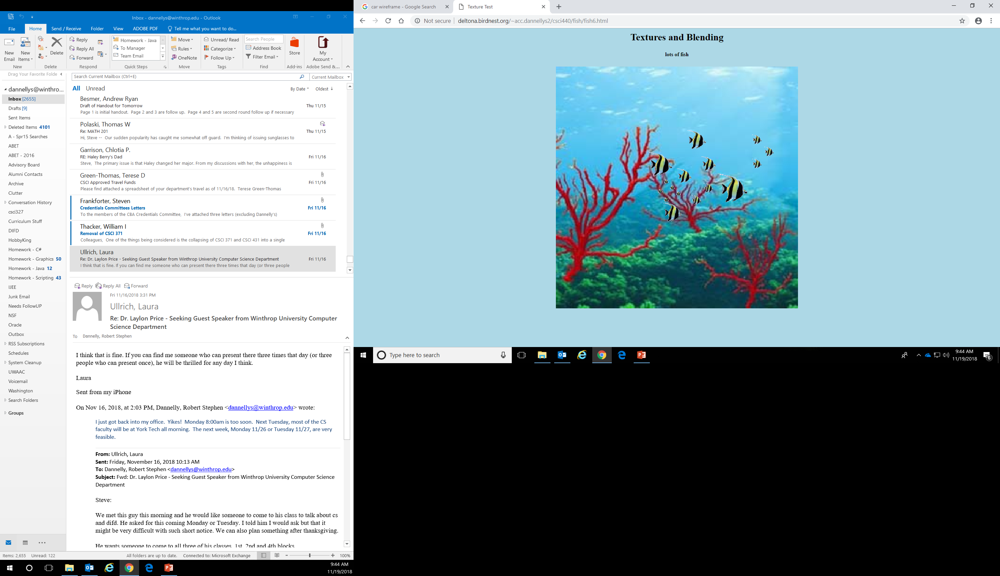 Inbox - dannellys@winthrop.edu - Outlook
File Home Send / Receive Folder View ADOBE PDF Tell me what you want to do...
New Email
New Items
Delete
Reply
Reply All
Forward
Homework - Java
To Manager
Team Email
Move
Rules
OneNote
Unread/ Read
Categorize
Follow Up
Search People
Address Book
Filter Email
Store
My Account
New Delete Respond Quick Steps Move Tags Find Add-ins Adobe Send &...
Drag Your Favorite Folde
dannellys@winthro...
Inbox [2655]
Drafts [9]
Sent Items
Deleted Items 4101
A - Spr15 Searches
ABET
ABET - 2016
Advisory Board
Alumni Contacts
Archive
Clutter
Conversation History
csci327
Curriculum Stuff
DIFD
HobbyKing
Homework - C#
Homework - Graphics 50
Homework - Java 12
Homework - Scripting 43
IJEE
Junk Email
Needs FollowUP
NSF
Oracle
Outbox
RSS Subscriptions
Schedules
System Cleanup
UWAAC
Voicemail
Washington
Search Folders
Groups
Search Current Mailbox (Ctrl+E) Current Mailbox
All Unread By Date Oldest
Besmer, Andrew Ryan
Draft of Handout for Tomorrow Thu 11/15
Page 1 is initial handout. Page 2 and 3 are follow up. Page 4 and 5 are second round follow up if necessary
Polaski, Thomas W
Re: MATH 201 Thu 11/15
Hi, Steve -- Our sudden popularity has caught me somewhat off guard. I'm thinking of issuing sunglasses to
Garrison, Chlotia P.
RE: Haley Berry's Dad Fri 11/16
Steve, The primary issue is that Haley changed her major. From my discussions with her, the unhappiness is
Green-Thomas, Terese D
CSCI Approved Travel Funds Fri 11/16
Please find attached a spreadsheet of your department's travel as of 11/16/18. Terese Green-Thomas
Frankforter, Steven
Credentials Committees Letters Fri 11/16
To the members of the CBA Credentials Committee, I've attached three letters (excluding Dannelly's)
Thacker, William I
Removal of CSCI 371 Fri 11/16
Colleagues, One of the things being considered is the collapsing of CSCI 371 and CSCI 431 into a single
Ullrich, Laura
Re: Dr. Laylon Price - Seeking Guest Speaker from Winthrop University Computer Science Department Fri 11/16
I think that is fine. If you can find me someone who can present there three times that day (or three people
Reply Reply All Forward
Fri 11/16/2018 3:31 PM
Ullrich, Laura
Re: Dr. Laylon Price - Seeking Guest Speaker from Winthrop University Computer
Science Department
To Dannelly, Robert Stephen
I think that is fine. If you can find me someone who can present there three times that day (or three
people who can present once), he will be thrilled for any day I think.
Laura
Sent from my iPhone
On Nov 16, 2018, at 2:03 PM, Dannelly, Robert Stephen <dannellys@winthrop.edu> wrote:
I just got back into my office. Yikes! Monday 8:00am is too soon. Next Tuesday, most of the CS
faculty will be at York Tech all morning. The next week, Monday 11/26 or Tuesday 11/27, are very
feasible.
From: Ullrich, Laura
Sent: Friday, November 16, 2018 10:13 AM
To: Dannelly, Robert Stephen <dannellys@winthrop.edu>
Subject: Fwd: Dr. Laylon Price - Seeking Guest Speaker from Winthrop University Computer Science
Department
Steve:
We met this guy this morning and he would like someone to come to his class to talk about cs
and difd. He asked for this coming Monday or Tuesday. I told him I would ask but that it
might be very difficult with such short notice. We can also plan something after thanksgiving.
He wants someone to come to all three of his classes, 1st, 2nd and 4th blocks
Items: 2,655 Unread: 122 All folders are up to date. Connected to: Microsoft Exchange 100%
9:44 AM
11/19/2018
car wireframe - Google Search Texture Test
Not secure deltona.birdnest.org/~acc.dannellys2/csci440/fish/fish6.html
Textures and Blending
lots of fish
Type here to search
9:44 AM
11/19/2018
6